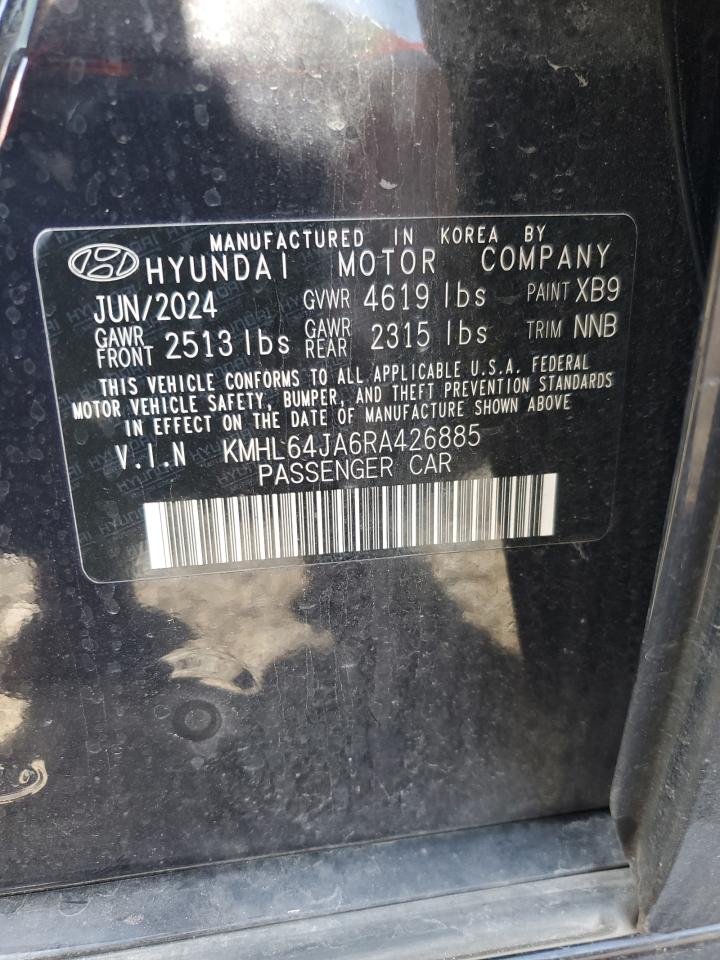 MANUFACTURED IN KOREA BY
HYUNDAI MOTOR COMPANY
JUN/2024 GVWR 4619 lbs PAINT XB9
GAWR FRONT 2513 lbs GAWR REAR 2315 lbs TRIM NNB
THIS VEHICLE CONFORMS TO ALL APPLICABLE U.S.A. FEDERAL
MOTOR VEHICLE SAFETY, BUMPER, AND THEFT PREVENTION STANDARDS
IN EFFECT ON THE DATE OF MANUFACTURE SHOWN ABOVE
V.I.N KMHL64JA6RA426885
PASSENGER CAR